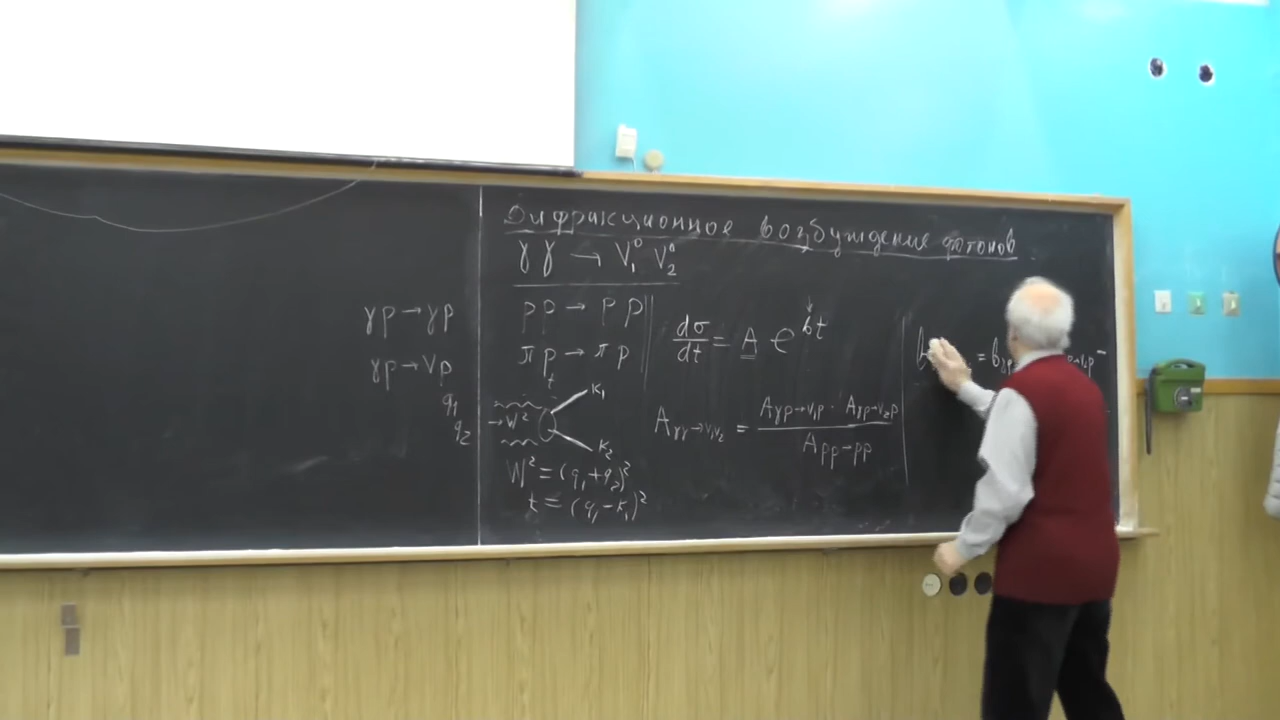 Дифракционное возбуждение фотонов
γγ → V₁⁰ V₂⁰
γp → γp
γp → Vp
q₁
q₂
pp → pp
πp → πp
t
→ W²
K₁
K₂
W² = (q₁+q₂)²
t = (q₁-K₁)²
dσ/dt = A e^{bt}
A_{γγ→V₁V₂} = A_{γp→V₁p} · A_{γp→V₂p} / A_{pp→pp}